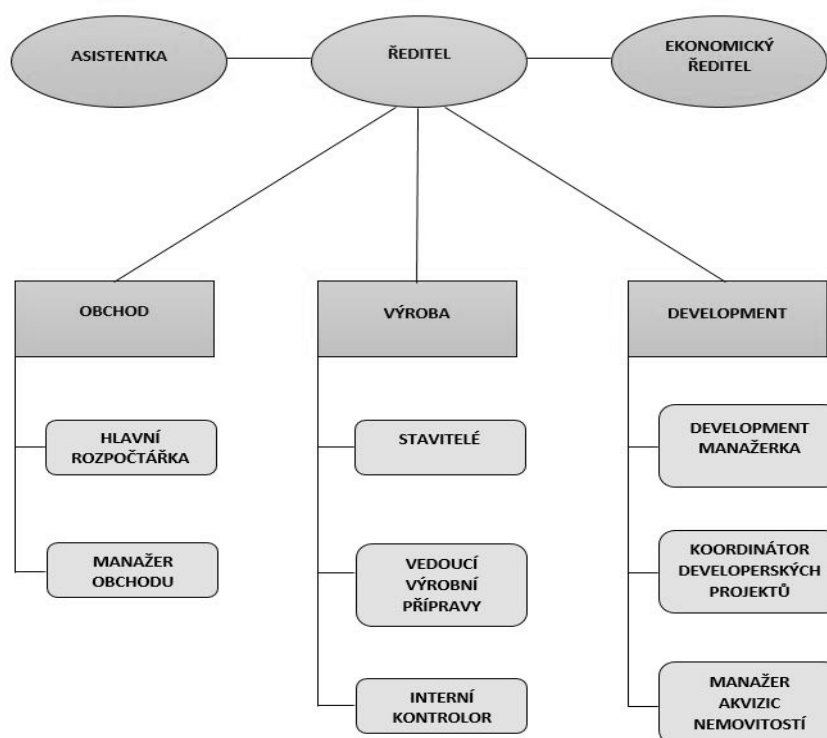 ASISTENTKA
ŘEDITEL
EKONOMICKÝ
ŘEDITEL
OBCHOD
VÝROBA
DEVELOPMENT
HLAVNÍ
ROZPOČTÁŘKA
MANAŽER
OBCHODU
STAVITELÉ
VEDOUCÍ
VÝROBNÍ
PŘÍPRAVY
INTERNÍ
KONTROLOR
DEVELOPMENT
MANAŽERKA
KOORDINÁTOR
DEVELOPERSKÝCH
PROJEKTŮ
MANAŽER
AKVIZIC
NEMOVITOSTÍ